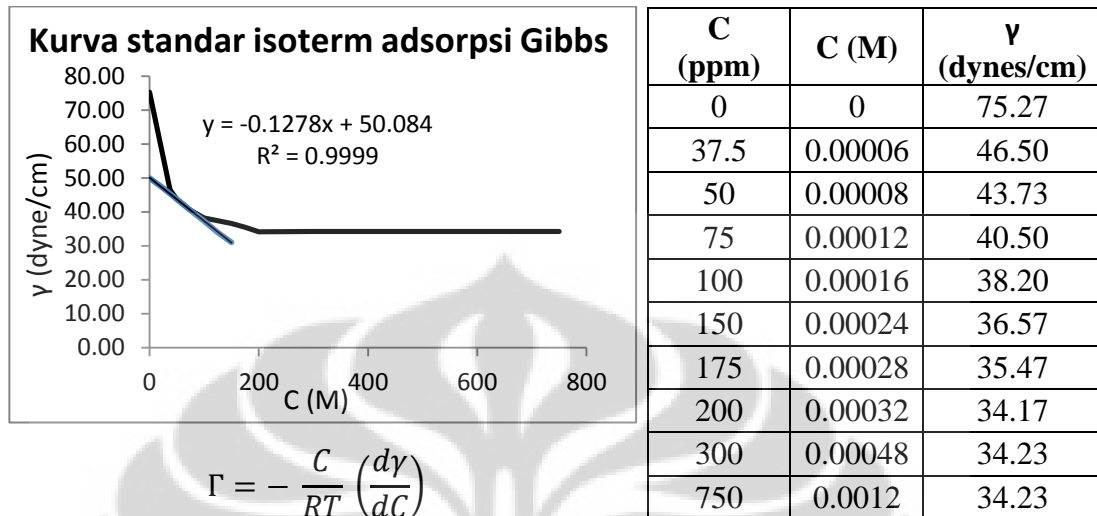 Kurva standar isoterm adsorpsi Gibbs
80.00
70.00
60.00
50.00
40.00
30.00
20.00
10.00
0.00
γ (dyne/cm)
y = -0.1278x + 50.084
R² = 0.9999
0 200 400 600 800
C (M)
Γ = − C/RT (dγ/dC)
C (ppm) C (M) γ (dynes/cm)
0 0 75.27
37.5 0.00006 46.50
50 0.00008 43.73
75 0.00012 40.50
100 0.00016 38.20
150 0.00024 36.57
175 0.00028 35.47
200 0.00032 34.17
300 0.00048 34.23
750 0.0012 34.23